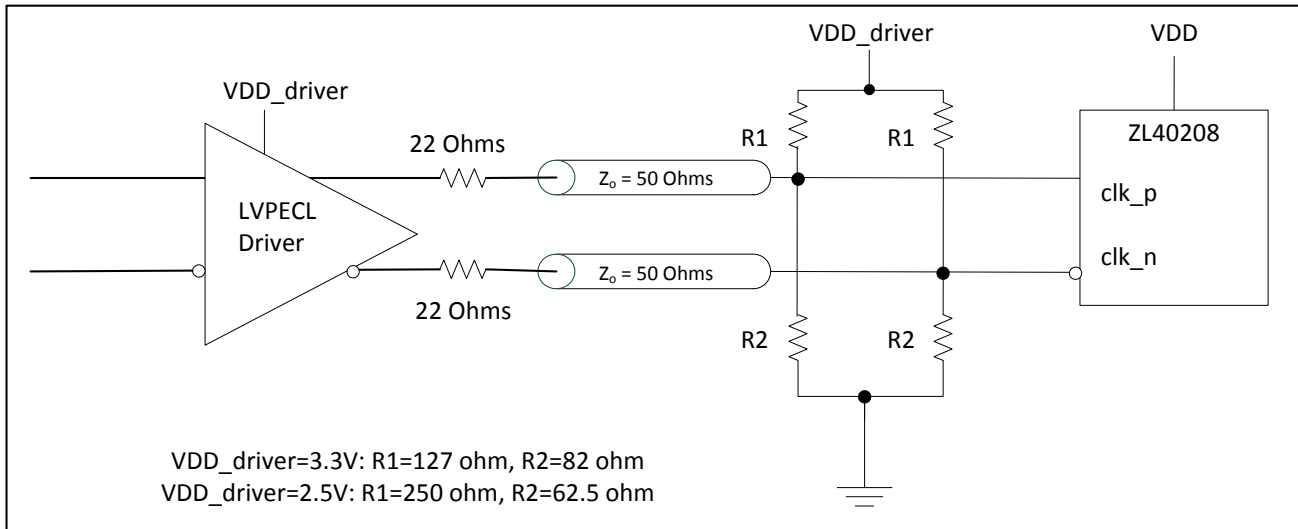 VDD_driver
VDD
VDD_driver
22 Ohms
R1
R1
ZL40208
Zo = 50 Ohms
clk_p
LVPECL
Driver
clk_n
Zo = 50 Ohms
22 Ohms
R2
R2
VDD_driver=3.3V: R1=127 ohm, R2=82 ohm
VDD_driver=2.5V: R1=250 ohm, R2=62.5 ohm